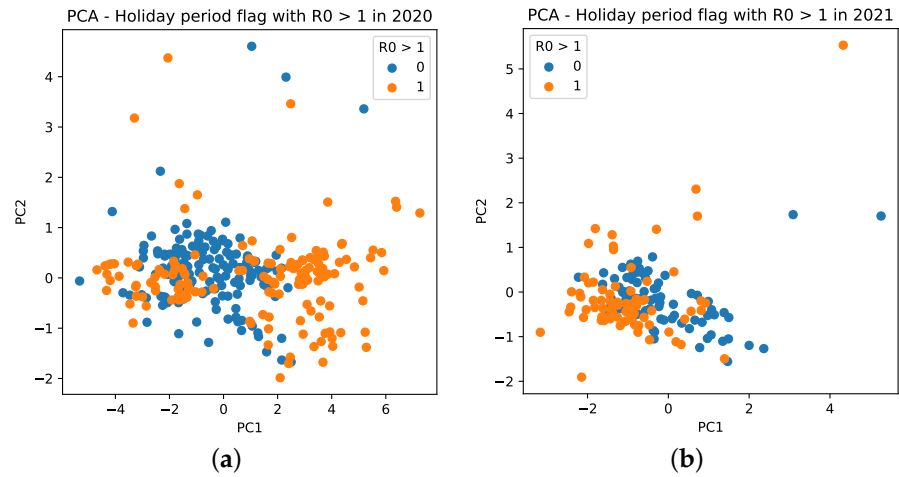 PCA - Holiday period flag with R0 > 1 in 2020
R0 > 1
0
1
4
3
2
1
0
−1
−2
PC2
−4
−2
0
2
4
6
PC1
(a)
PCA - Holiday period flag with R0 > 1 in 2021
R0 > 1
0
1
5
4
3
2
1
0
−1
−2
PC2
−2
0
2
4
PC1
(b)